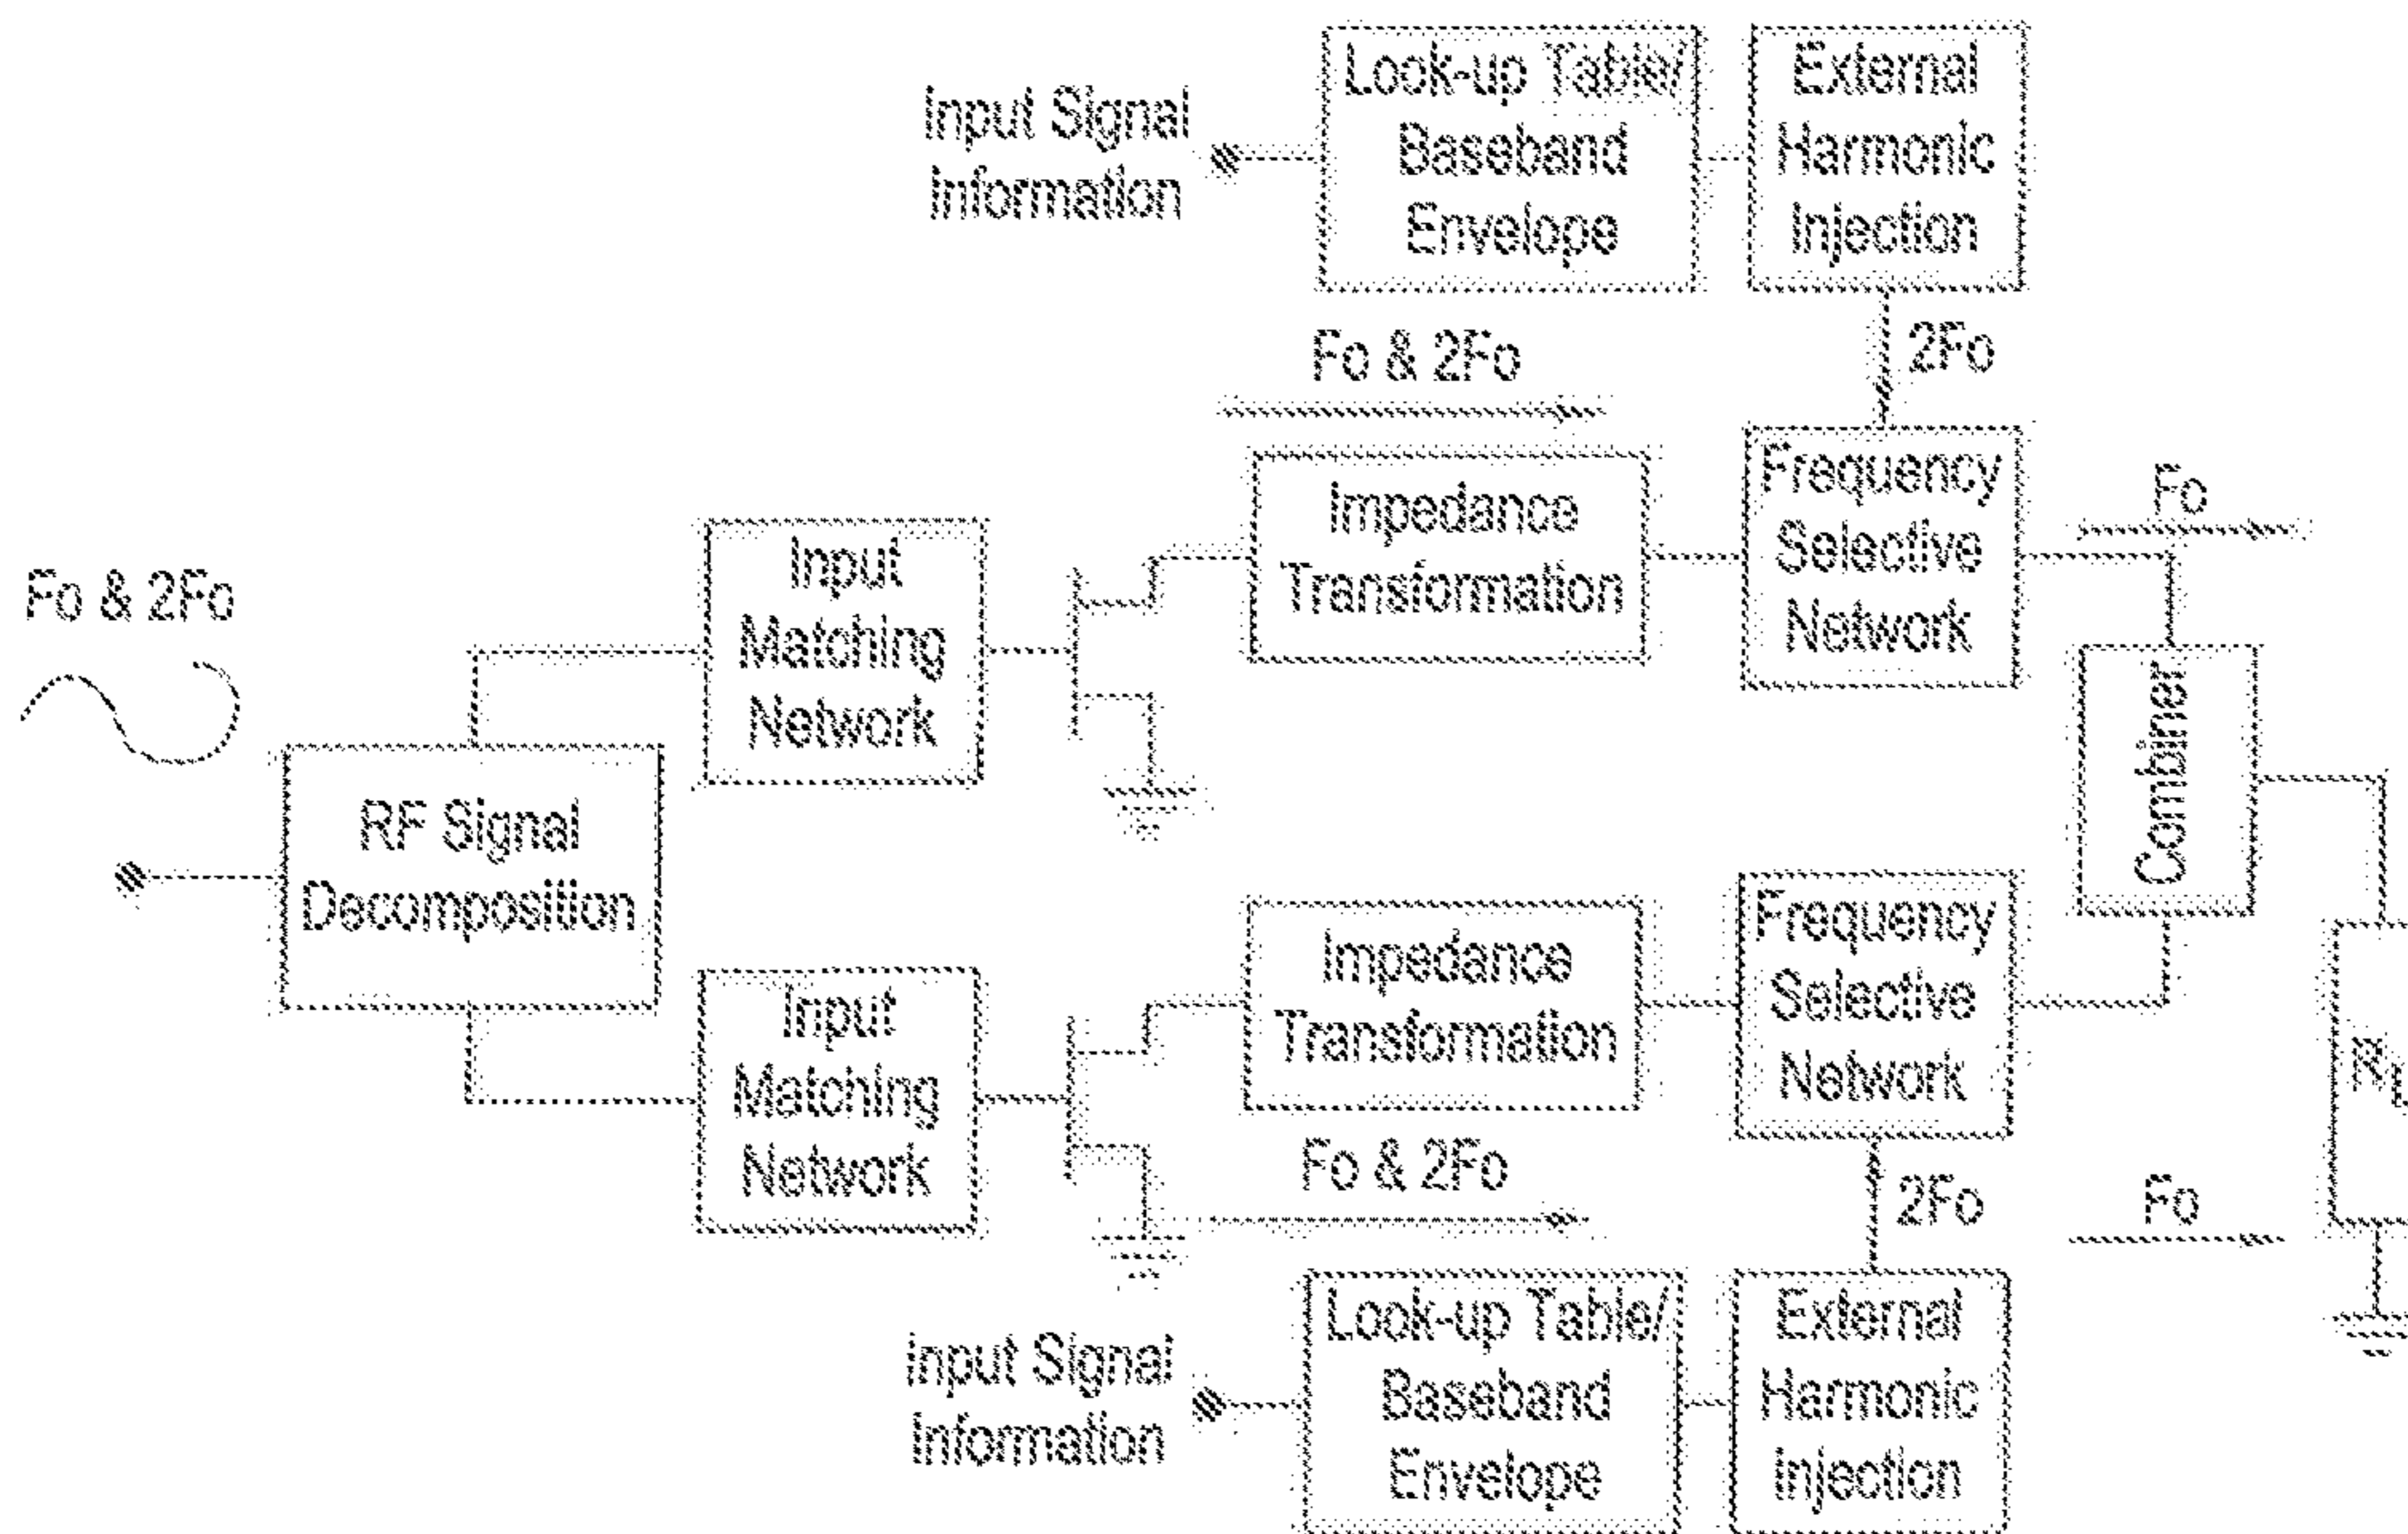 Input Signal
Information
Look-up Table/
Baseband
Envelope
External
Harmonic
Injection
Fo & 2Fo
2Fo
Fo & 2Fo
Input
Matching
Network
Impedance
Transformation
Frequency
Selective
Network
Fo
RF Signal
Decomposition
Combiner
Input
Matching
Network
Impedance
Transformation
Frequency
Selective
Network
RL
Fo & 2Fo
2Fo
Fo
Input Signal
Information
Look-up Table/
Baseband
Envelope
External
Harmonic
Injection